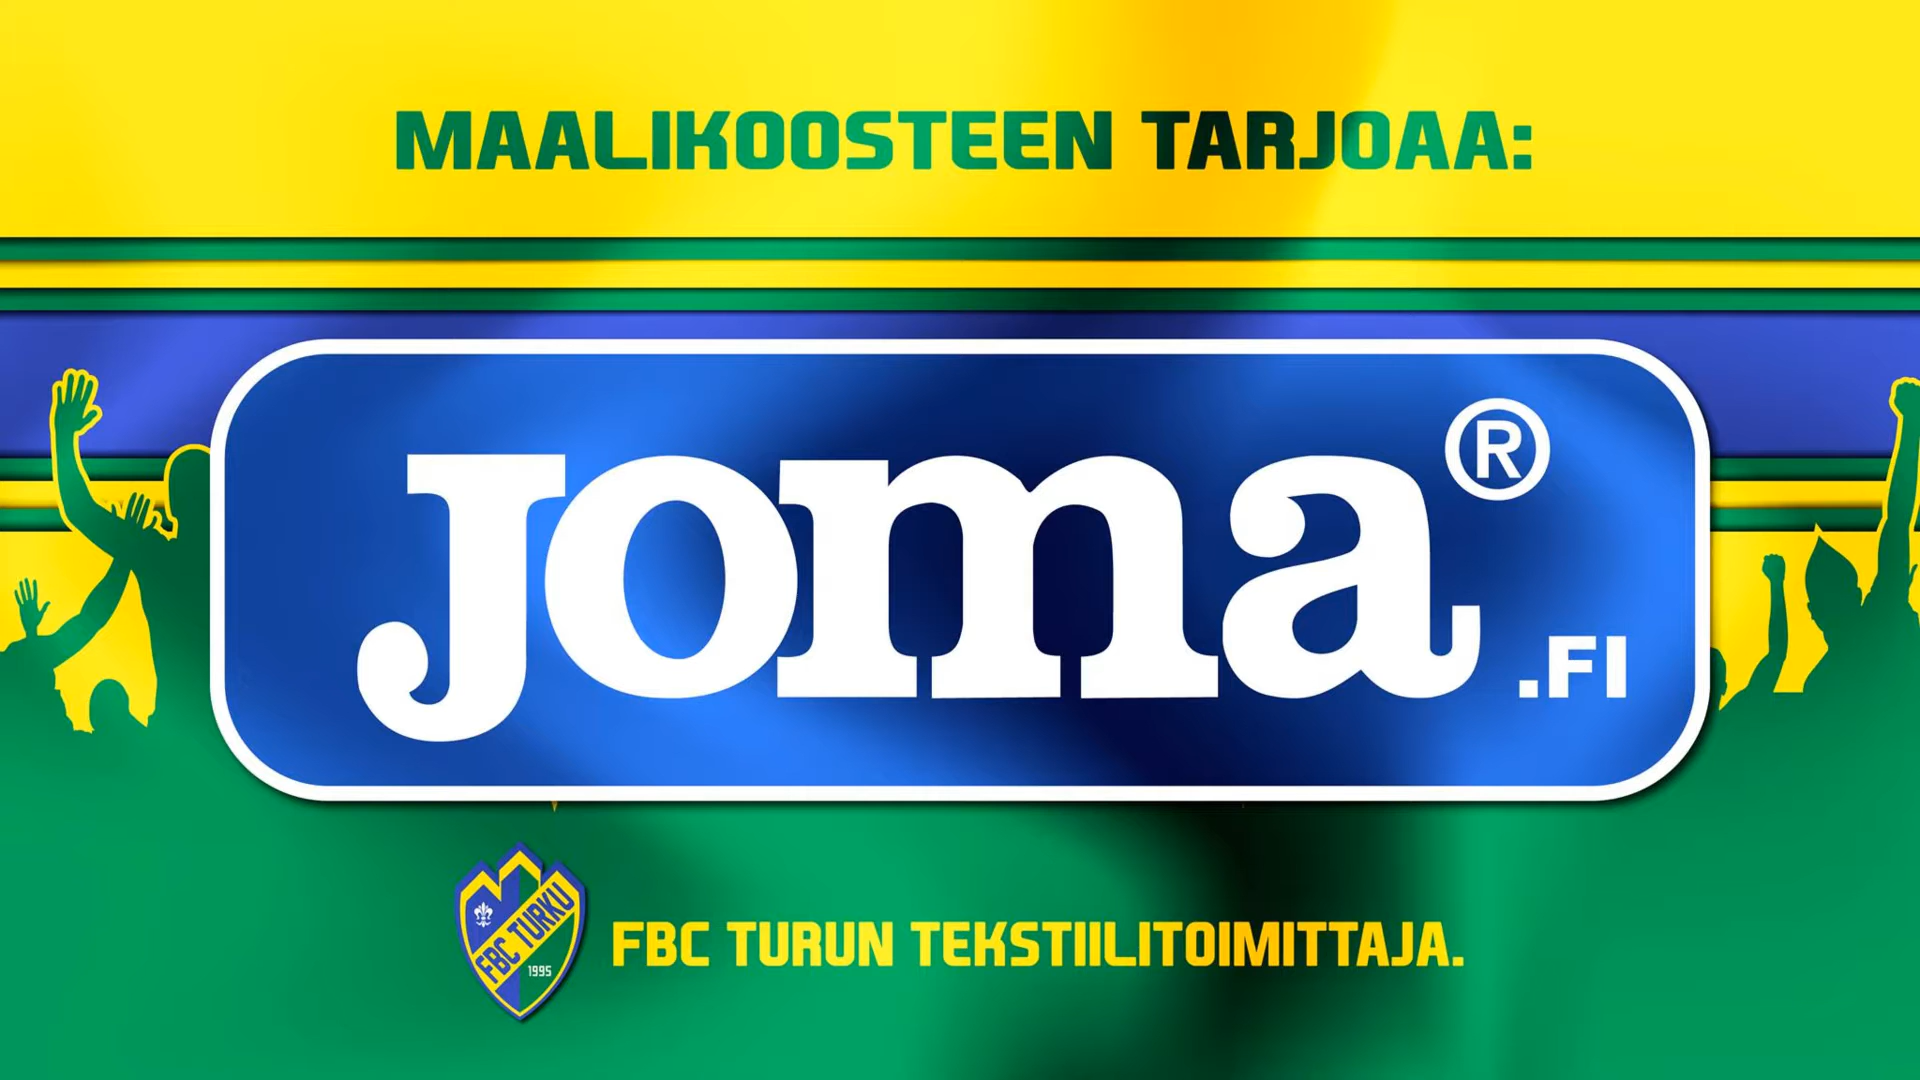 MAALIKOOSTEEN TARJOAA:
Joma®
.FI
FBC TURKU
1995
FBC TURUN TEKSTIILITOIMITTAJA.